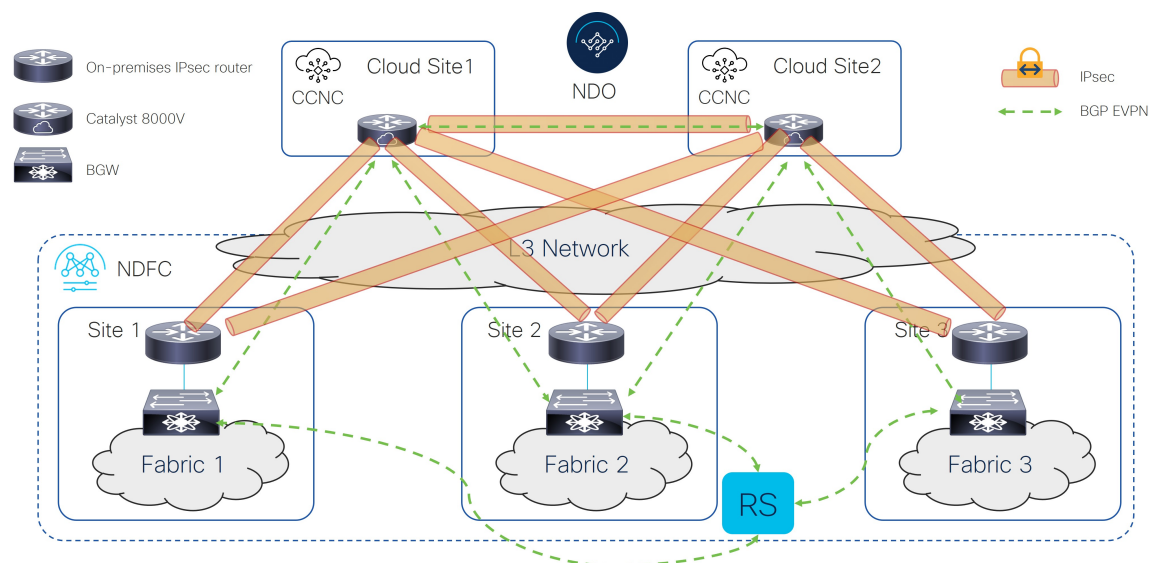 On-premises IPsec router
Catalyst 8000V
BGW
CCNC
Cloud Site1
NDO
CCNC
Cloud Site2
IPsec
BGP EVPN
L3 Network
NDFC
Site 1
Site 2
Site 3
Fabric 1
Fabric 2
Fabric 3
RS